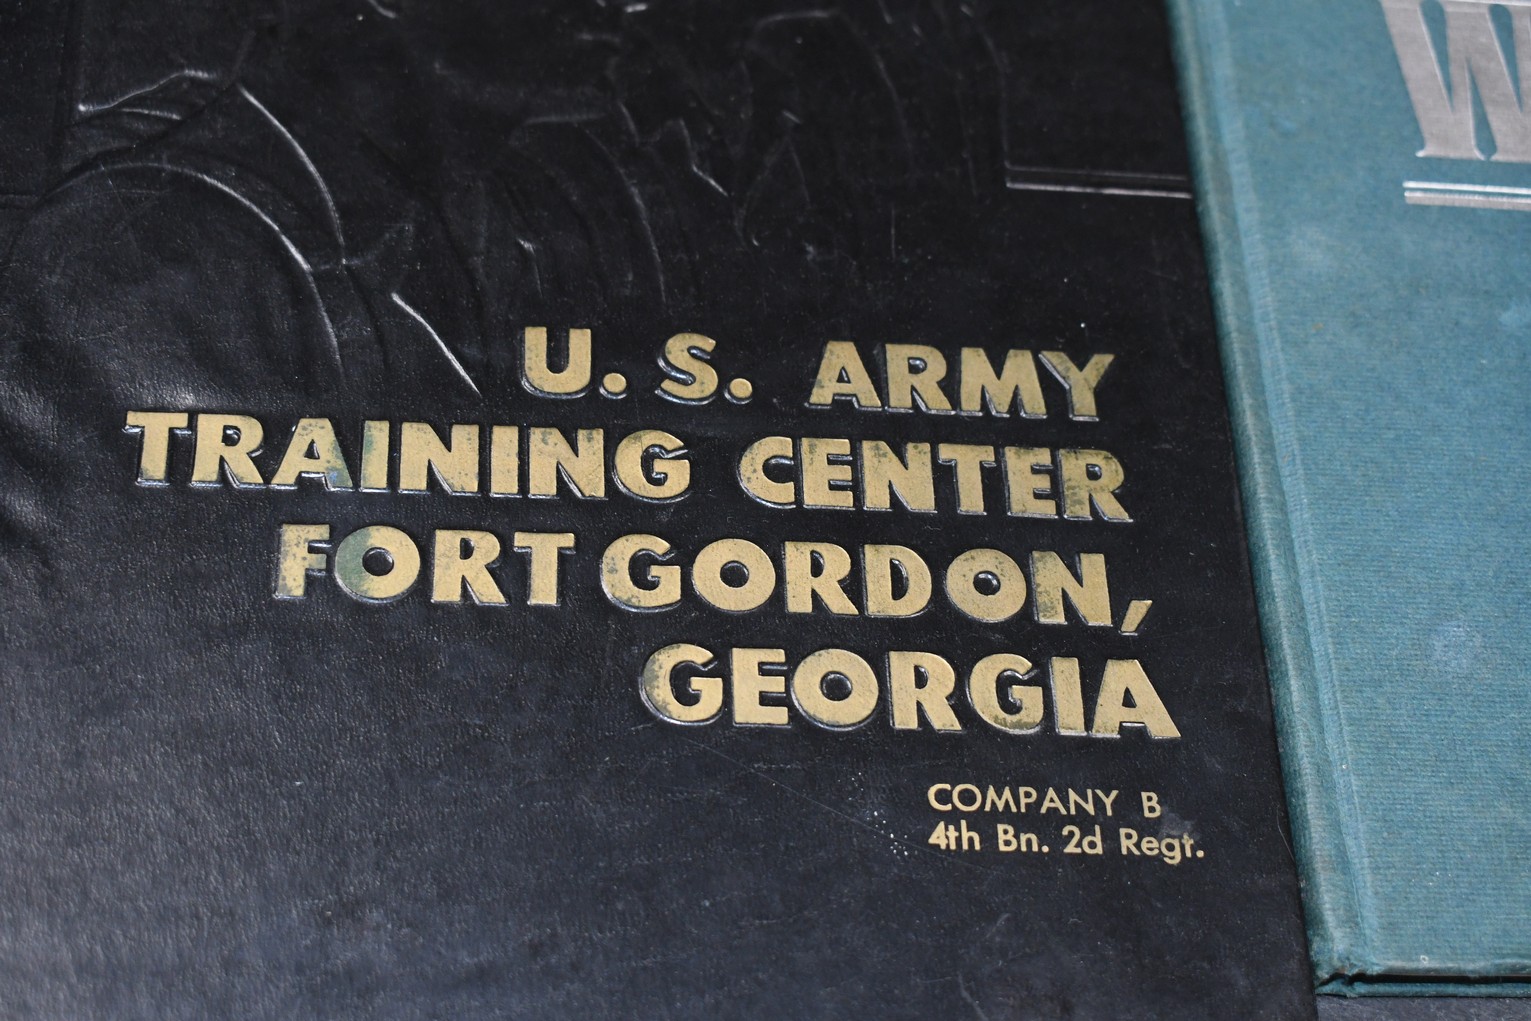 U. S. ARMY
TRAINING CENTER
FORT GORDON,
GEORGIA
COMPANY B
4th Bn. 2d Regt.